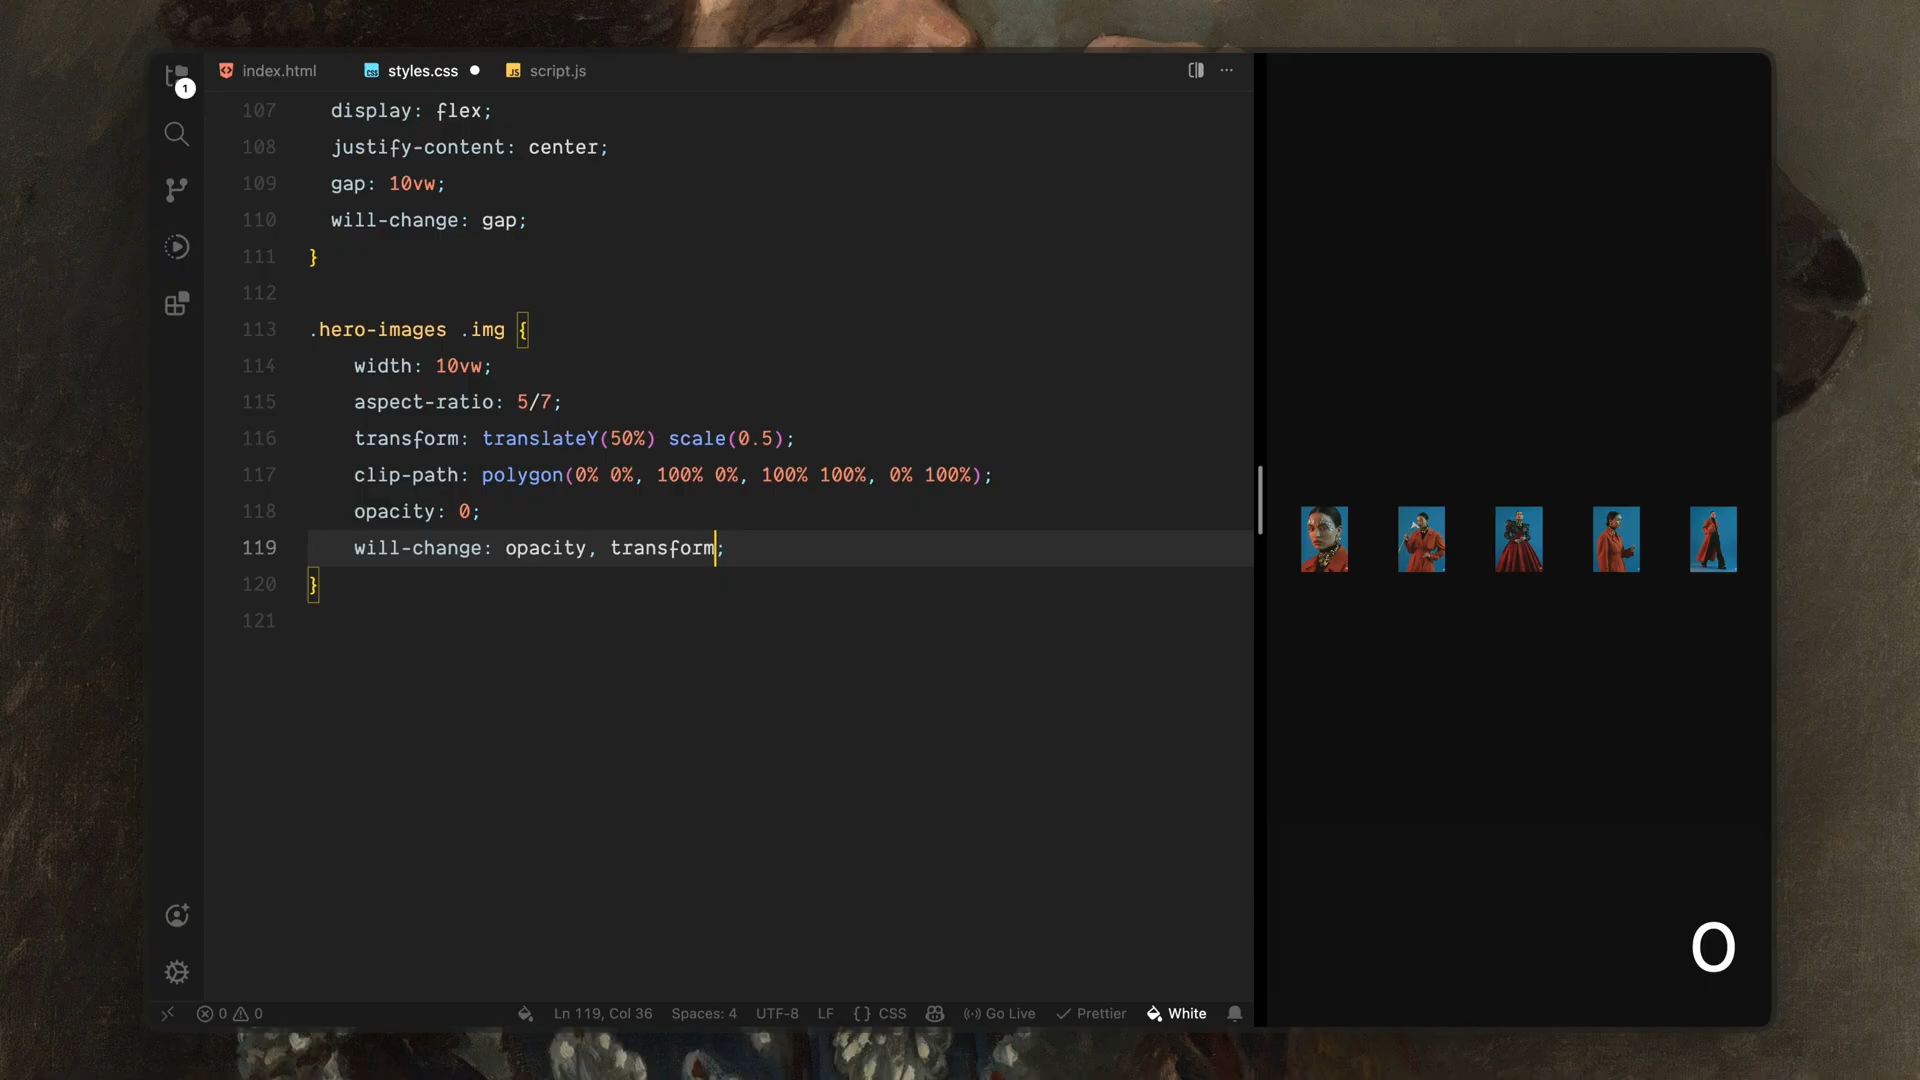 index.html
styles.css
script.js
1
107 display: flex;
108 justify-content: center;
109 gap: 10vw;
110 will-change: gap;
111 }
112
113 .hero-images .img {
114 width: 10vw;
115 aspect-ratio: 5/7;
116 transform: translateY(50%) scale(0.5);
117 clip-path: polygon(0% 0%, 100% 0%, 100% 100%, 0% 100%);
118 opacity: 0;
119 will-change: opacity, transform;
120 }
121
0
0 0 Ln 119, Col 36 Spaces: 4 UTF-8 LF {} CSS Go Live Prettier White